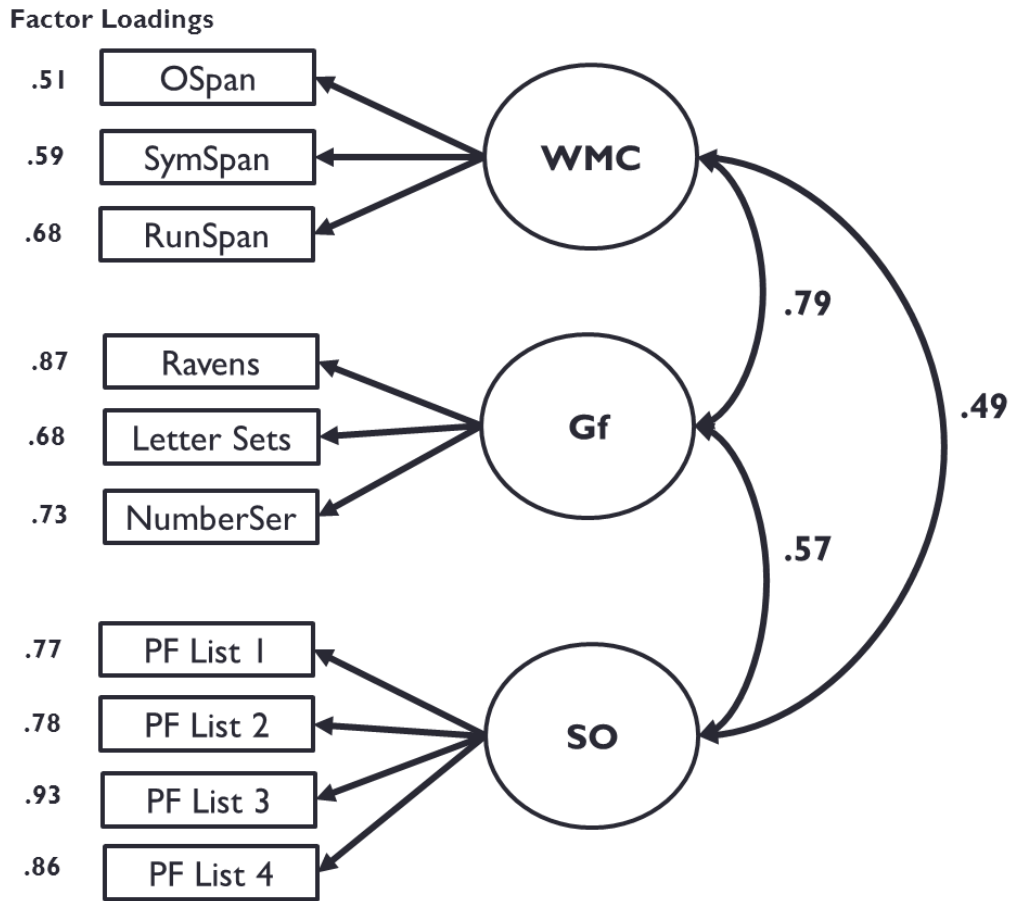 Factor Loadings
.51 OSpan
.59 SymSpan
.68 RunSpan
WMC
.87 Ravens
.68 Letter Sets
.73 NumberSer
Gf
.77 PF List 1
.78 PF List 2
.93 PF List 3
.86 PF List 4
SO
.79
.57
.49